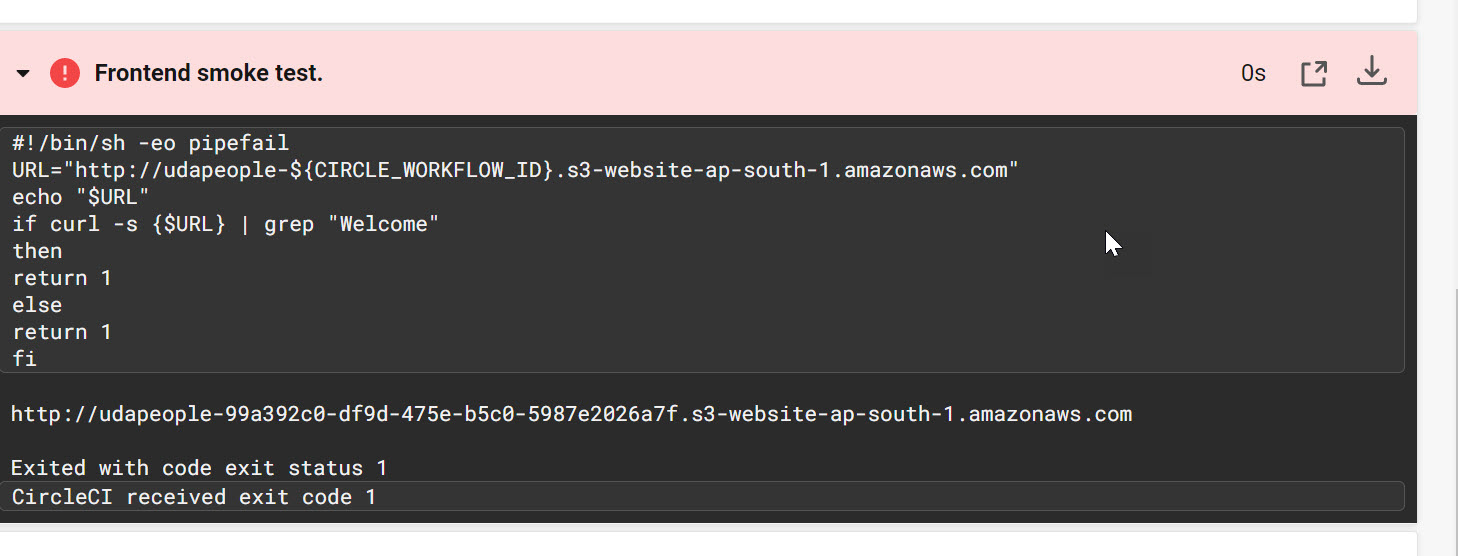 Frontend smoke test.
0s
#!/bin/sh -eo pipefail
URL="http://udapeople-${CIRCLE_WORKFLOW_ID}.s3-website-ap-south-1.amazonaws.com"
echo "$URL"
if curl -s {$URL} | grep "Welcome"
then
return 1
else
return 1
fi
http://udapeople-99a392c0-df9d-475e-b5c0-5987e2026a7f.s3-website-ap-south-1.amazonaws.com
Exited with code exit status 1
CircleCI received exit code 1